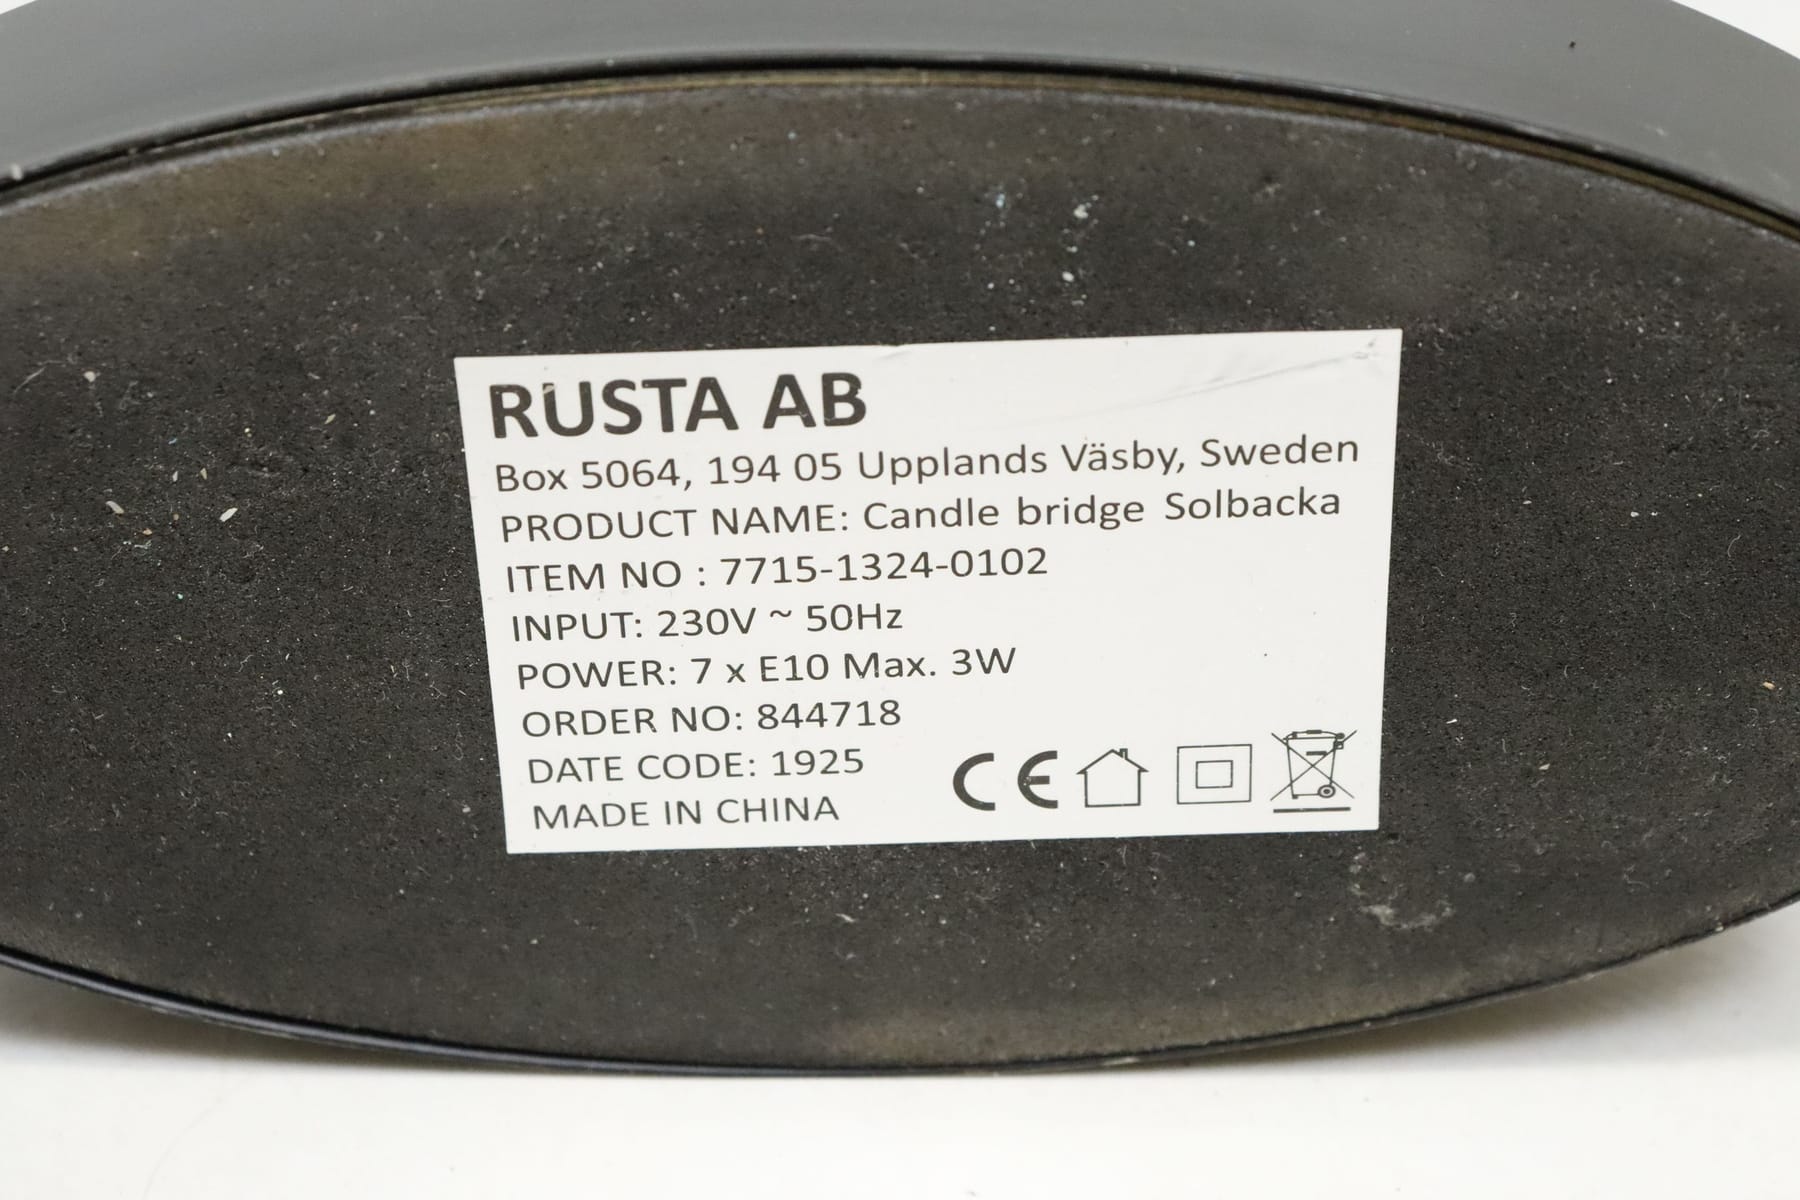 RUSTA AB
Box 5064, 194 05 Upplands Väsby, Sweden
PRODUCT NAME: Candle bridge Solbacka
ITEM NO : 7715-1324-0102
INPUT: 230V ~ 50Hz
POWER: 7 x E10 Max. 3W
ORDER NO: 844718
DATE CODE: 1925
MADE IN CHINA
CE